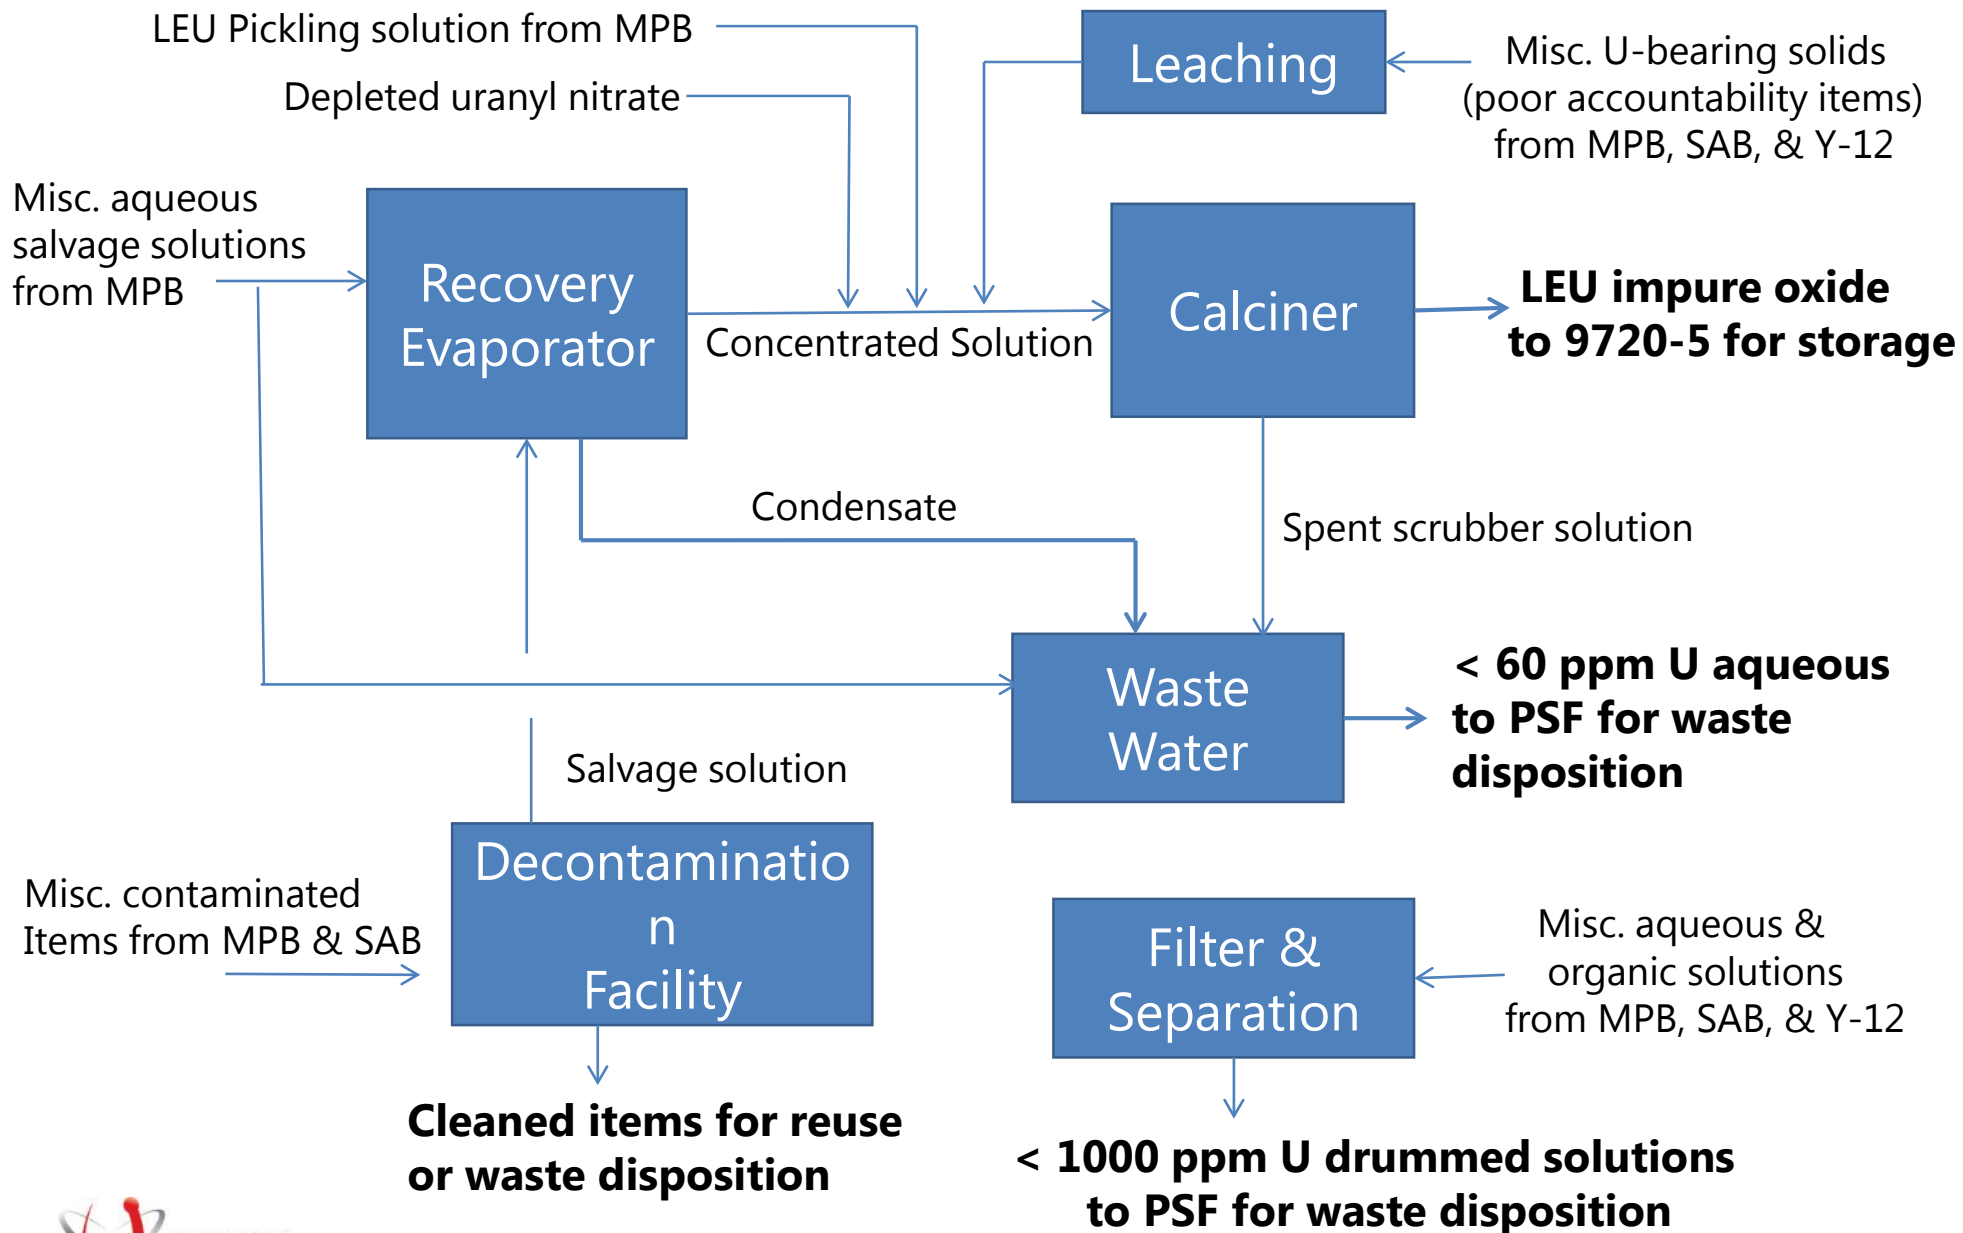 LEU Pickling solution from MPB
Depleted uranyl nitrate
Leaching
Misc. U-bearing solids
(poor accountability items)
from MPB, SAB, & Y-12
Misc. aqueous
salvage solutions
from MPB
Recovery
Evaporator
Concentrated Solution
Calciner
LEU impure oxide
to 9720-5 for storage
Condensate
Spent scrubber solution
Waste
Water
< 60 ppm U aqueous
to PSF for waste
disposition
Salvage solution
Decontaminatio
n
Facility
Misc. contaminated
Items from MPB & SAB
Filter &
Separation
Misc. aqueous &
organic solutions
from MPB, SAB, & Y-12
Cleaned items for reuse
or waste disposition
< 1000 ppm U drummed solutions
to PSF for waste disposition